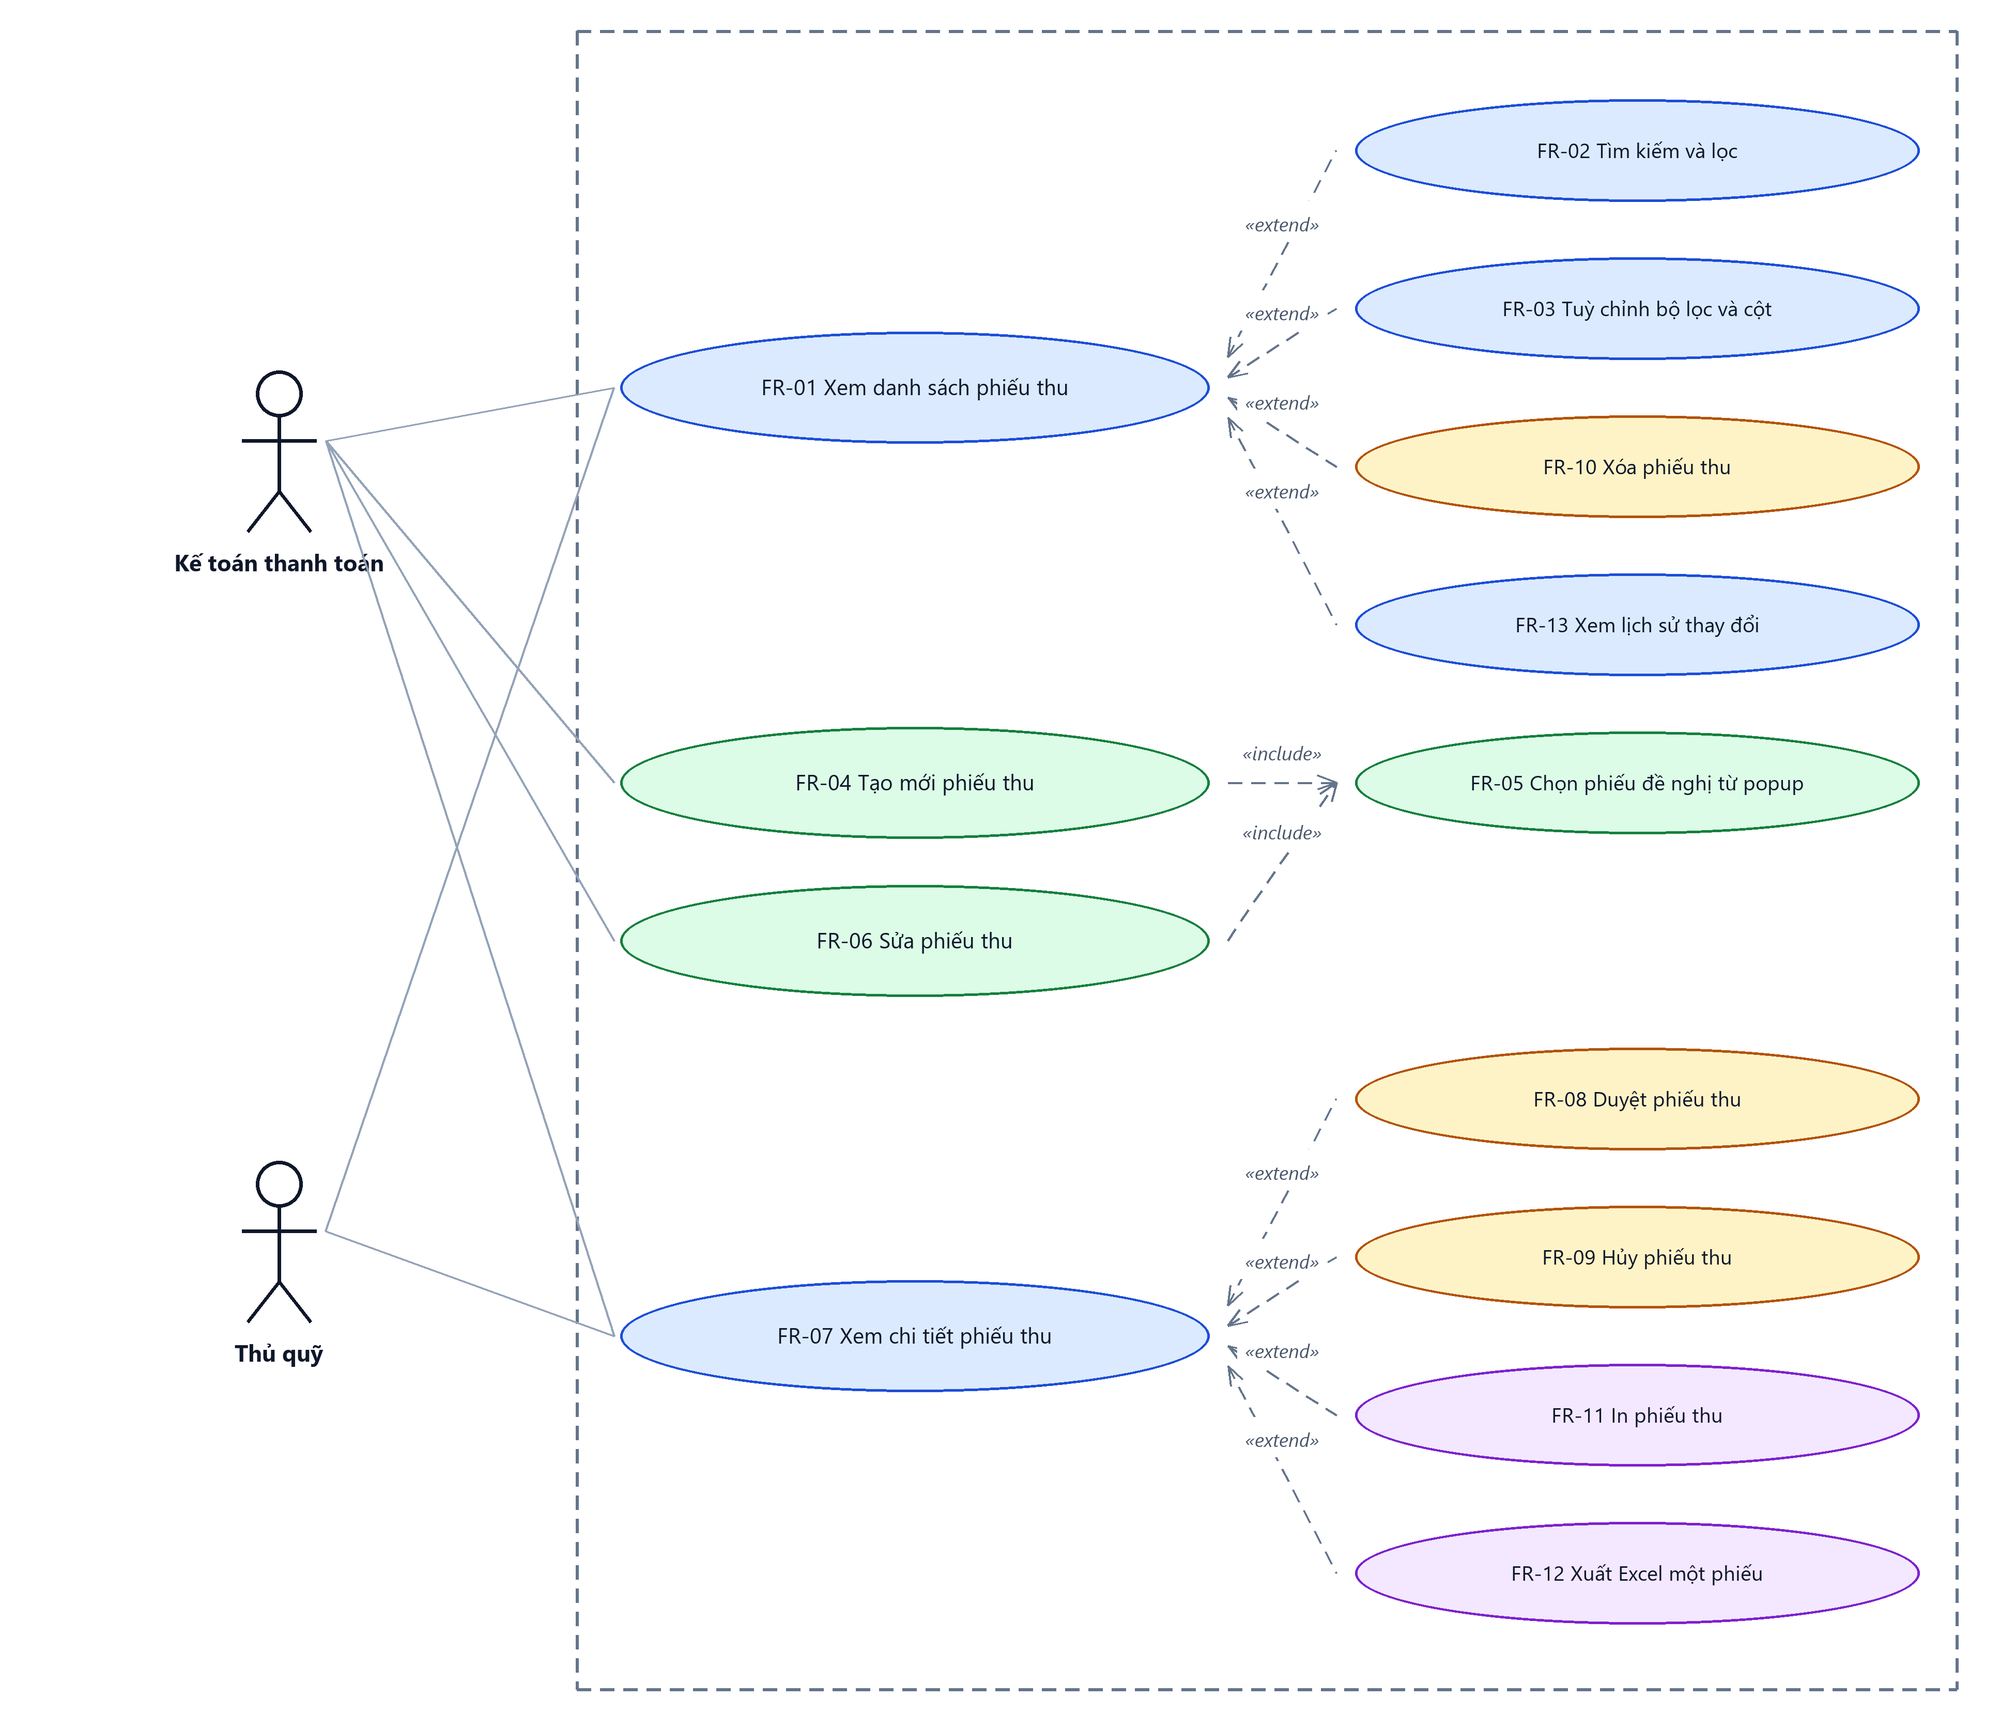 FR-02 Tìm kiếm và lọc
«extend»
FR-03 Tuỳ chỉnh bộ lọc và cột
«extend»
FR-01 Xem danh sách phiếu thu
«extend»
FR-10 Xóa phiếu thu
«extend»
Kế toán thanh toán
FR-13 Xem lịch sử thay đổi
«include»
FR-04 Tạo mới phiếu thu
FR-05 Chọn phiếu đề nghị từ popup
«include»
FR-06 Sửa phiếu thu
FR-08 Duyệt phiếu thu
«extend»
FR-09 Hủy phiếu thu
«extend»
Thủ quỹ
FR-07 Xem chi tiết phiếu thu
«extend»
FR-11 In phiếu thu
«extend»
FR-12 Xuất Excel một phiếu